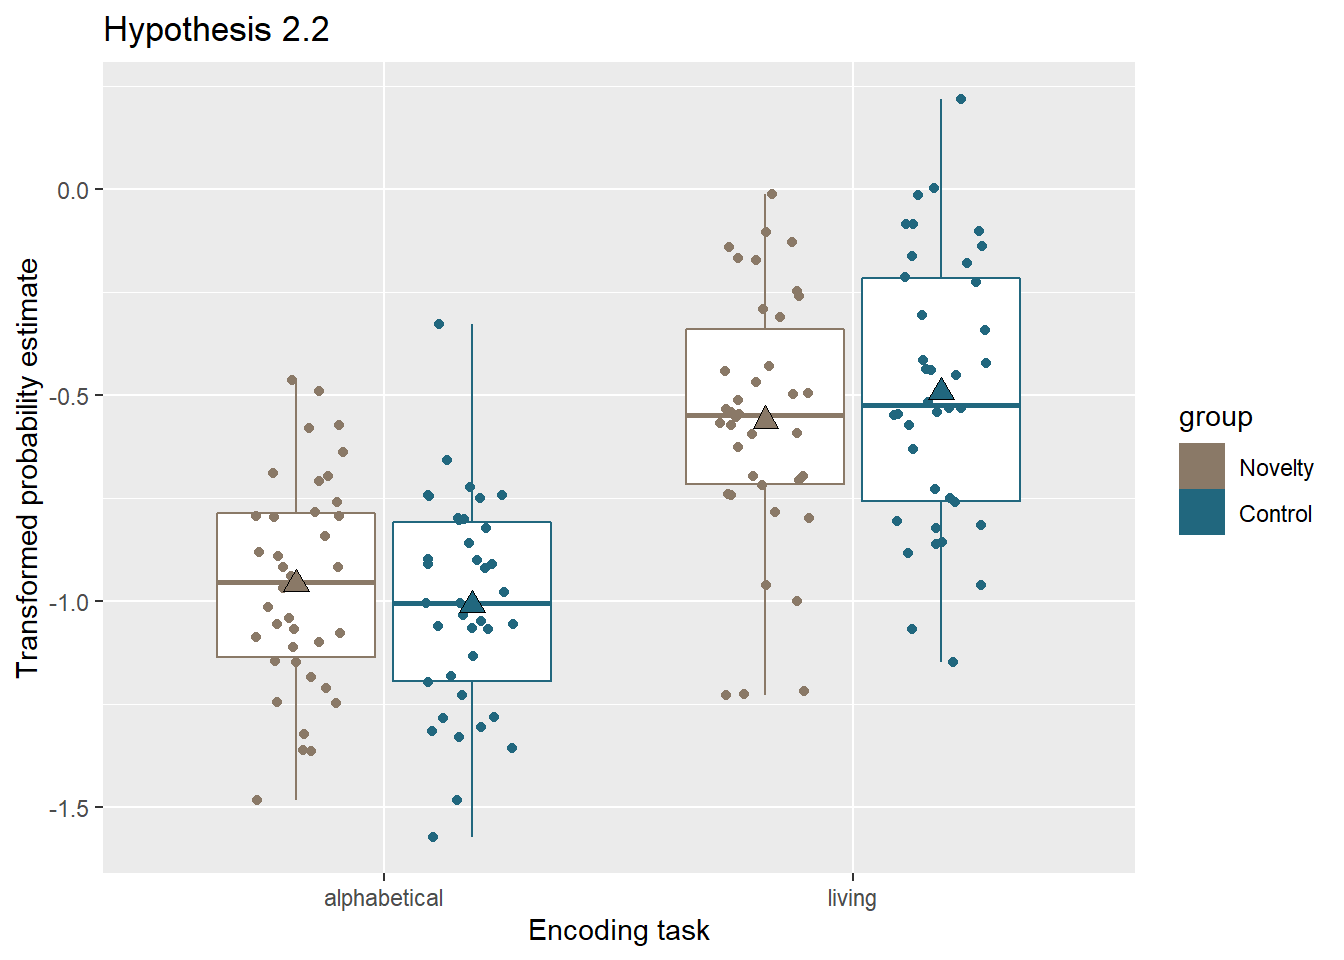 Hypothesis 2.2
Transformed probability estimate
0.0
-0.5
-1.0
-1.5
alphabetical
living
Encoding task
group
Novelty
Control